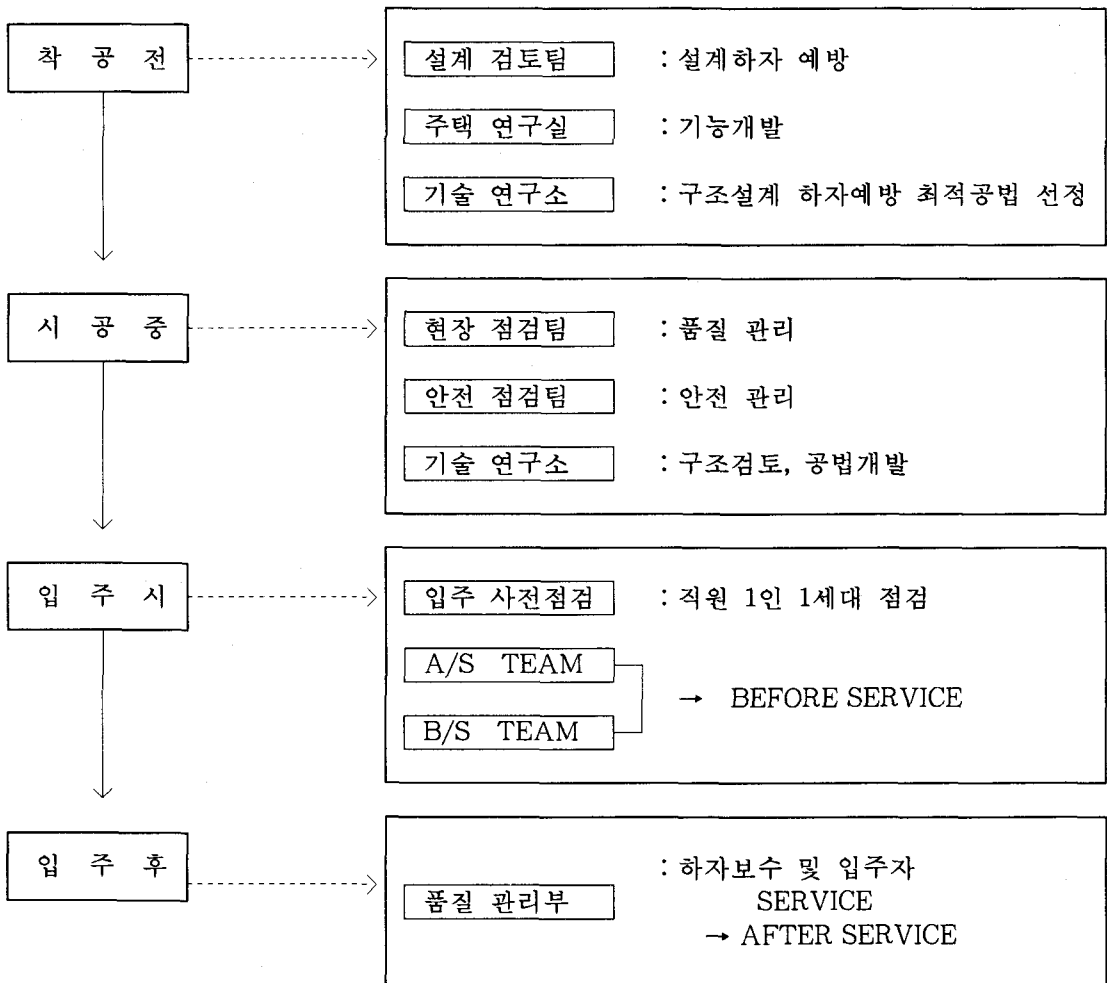 착 공 전
설계 검토팀 : 설계하자 예방
주택 연구실 : 기능개발
기술 연구소 : 구조설계 하자예방 최적공법 선정
시 공 중
현장 점검팀 : 품질 관리
안전 점검팀 : 안전 관리
기술 연구소 : 구조검토, 공법개발
입 주 시
입주 사전점검 : 직원 1인 1세대 점검
A/S TEAM
→ BEFORE SERVICE
B/S TEAM
입 주 후
: 하자보수 및 입주자
품질 관리부
SERVICE
→ AFTER SERVICE